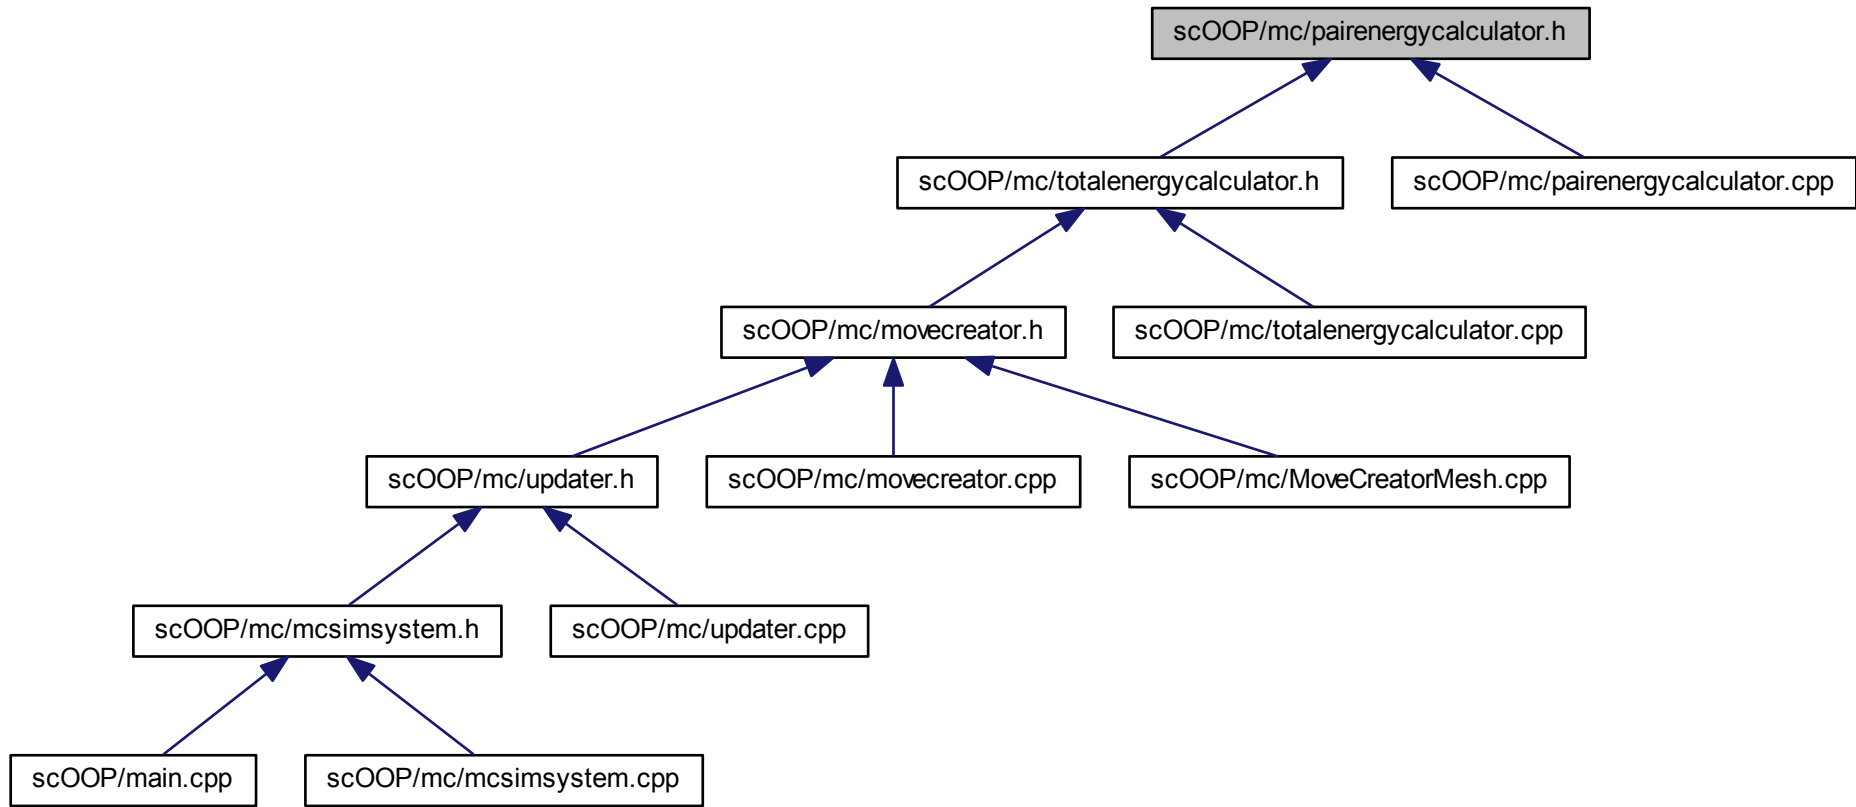 scOOP/mc/pairenergycalculator.h
scOOP/mc/totalenergycalculator.h
scOOP/mc/pairenergycalculator.cpp
scOOP/mc/movecreator.h
scOOP/mc/totalenergycalculator.cpp
scOOP/mc/updater.h
scOOP/mc/movecreator.cpp
scOOP/mc/MoveCreatorMesh.cpp
scOOP/mc/mcsimsystem.h
scOOP/mc/updater.cpp
scOOP/main.cpp
scOOP/mc/mcsimsystem.cpp